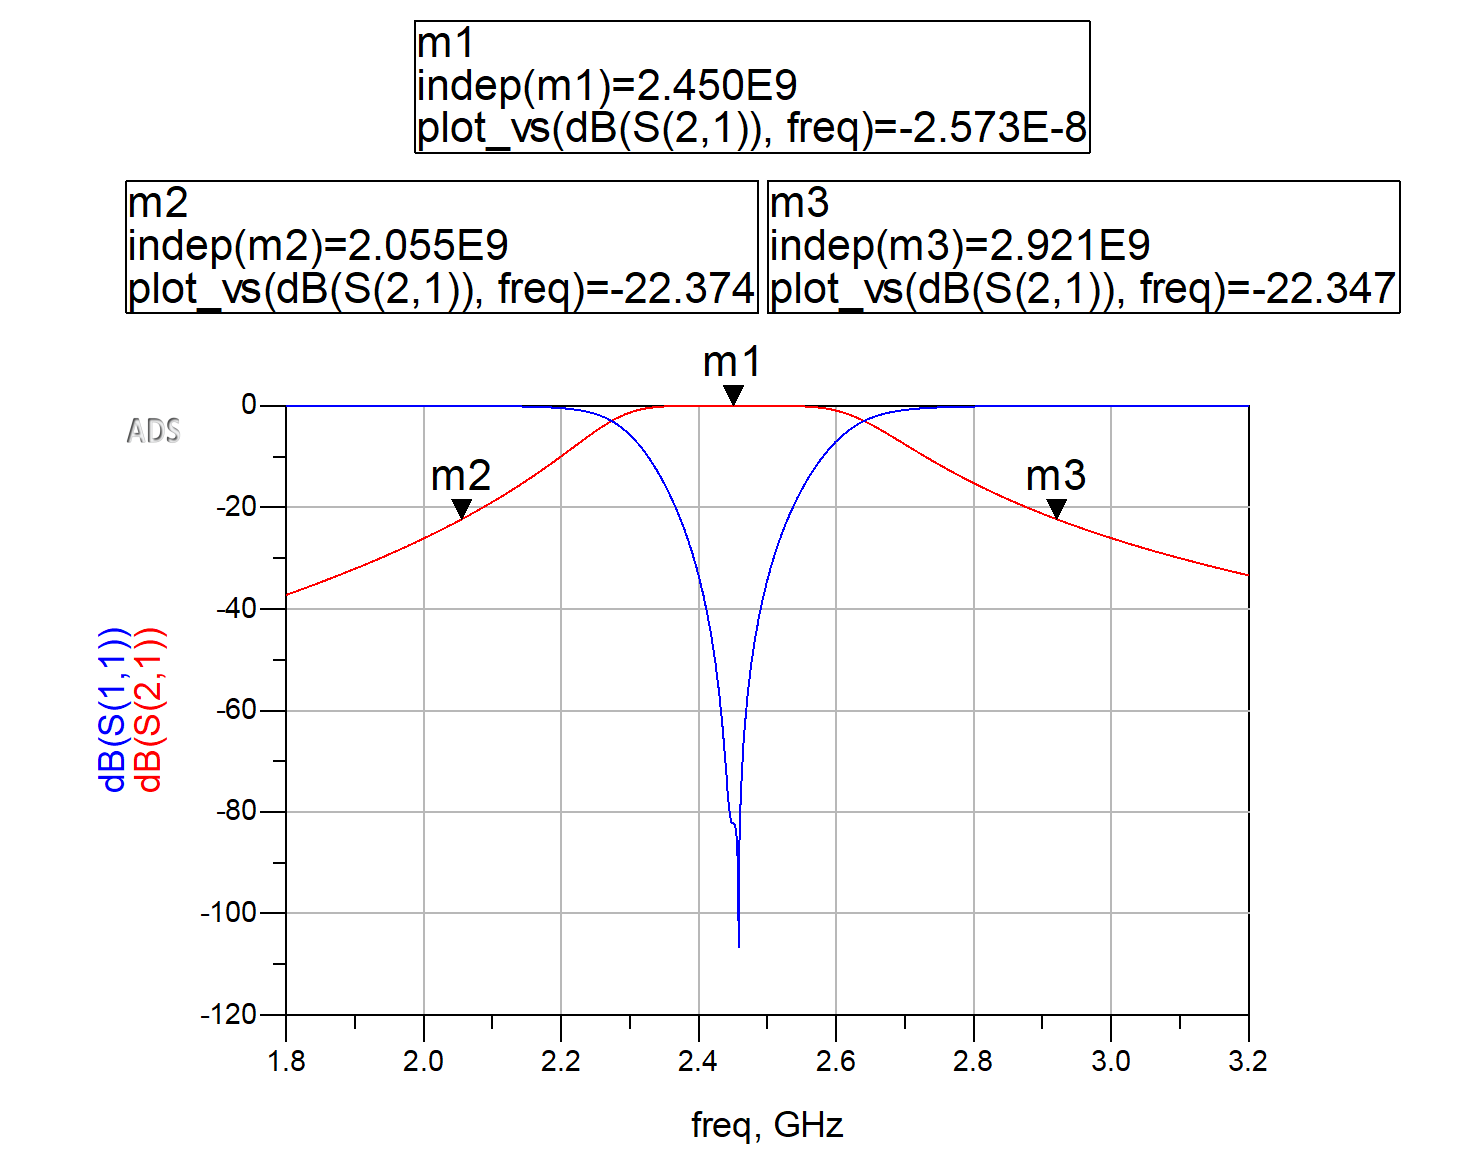 m1
indep(m1)=2.450E9
plot_vs(dB(S(2,1)), freq)=-2.573E-8
m2
indep(m2)=2.055E9
plot_vs(dB(S(2,1)), freq)=-22.374
m3
indep(m3)=2.921E9
plot_vs(dB(S(2,1)), freq)=-22.347
m1
ADS
m2
m3
0
-20
-40
-60
-80
-100
-120
dB(S(1,1))
dB(S(2,1))
1.8
2.0
2.2
2.4
2.6
2.8
3.0
3.2
freq, GHz